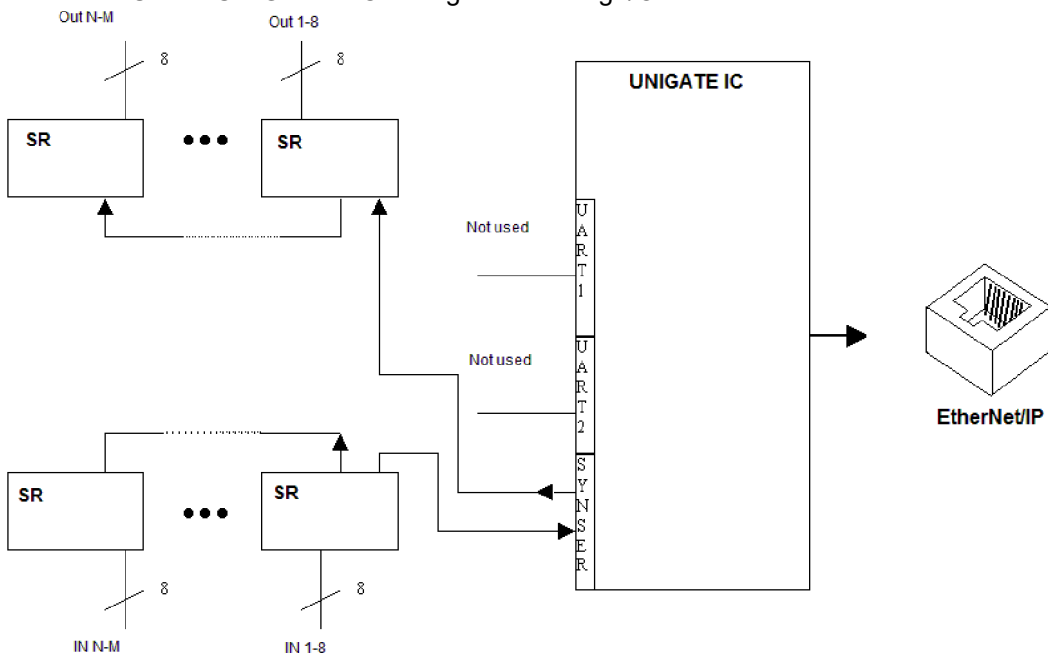 Out N-M
Out 1-8
8
8
UNIGATE IC
SR
SR
Not used
UART1
Not used
UART2
EtherNet/IP
SYNSER
SR
SR
8
8
IN N-M
IN 1-8